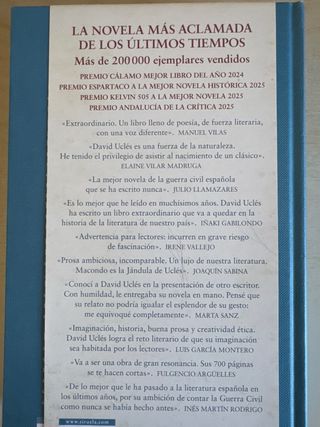 LA NOVELA MÁS ACLAMADA
DE LOS ÚLTIMOS TIEMPOS
Más de 200 000 ejemplares vendidos
PREMIO CÁLAMO MEJOR LIBRO DEL AÑO 2024
PREMIO ESPARTACO A LA MEJOR NOVELA HISTÓRICA 2025
PREMIO KELVIN 505 A LA MEJOR NOVELA 2025
PREMIO ANDALUCÍA DE LA CRÍTICA 2025
«Extraordinario. Un libro lleno de poesía, de fuerza literaria,
con una voz diferente». MANUEL VILAS
«David Uclés es una fuerza de la naturaleza.
He tenido el privilegio de asistir al nacimiento de un clásico».
ELAINE VILAR MADRUGA
«La mejor novela de la guerra civil española
que se ha escrito nunca». JULIO LLAMAZARES
«Es lo mejor que he leído en muchísimos años. David Uclés
ha escrito un libro extraordinario que va a quedar en la
historia de la literatura de nuestro país». IÑAKI GABILONDO
«Advertencia para lectores: incurren en grave riesgo
de fascinación». IRENE VALLEJO
«Prosa ambiciosa, incomparable. Un lujo de nuestra literatura,
Macondo es la Jándula de Uclés». JOAQUÍN SABINA
«Conocí a David Uclés en la presentación de otro escritor.
Con humildad, le entregaba su novela en mano. Pensé que
su relato no podría igualar el esplendor de su gesto:
me equivoqué completamente». MARTA SANZ
«Imaginación, historia, buena prosa y creatividad ética.
David Uclés logra el reto literario de que su imaginación
sea habitada por los lectores». LUIS GARCÍA MONTERO
«Va a ser una obra de gran resonancia. Sus 700 páginas
se te hacen cortas». FULGENCIO ARGÜELLES
«De lo mejor que le ha pasado a la literatura española en
los últimos años, por su ambición de contar la Guerra Civil
como nunca se había hecho antes». INÉS MARTÍN RODRIGO
www.siruela.com